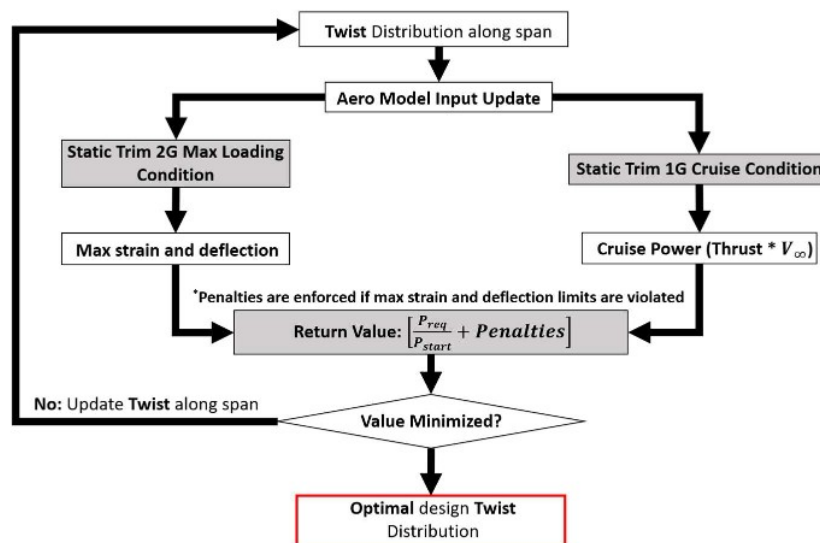 Twist Distribution along span
Aero Model Input Update
Static Trim 2G Max Loading
Condition
Static Trim 1G Cruise Condition
Max strain and deflection
Cruise Power (Thrust * V∞)
*Penalties are enforced if max strain and deflection limits are violated
Return Value: [P_req/P_start + Penalties]
No: Update Twist along span
Value Minimized?
Optimal design Twist
Distribution